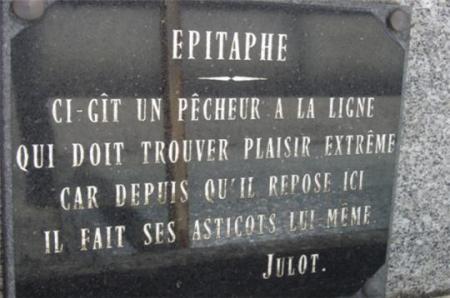 EPITAPHE
CI-GÎT UN PÊCHEUR A LA LIGNE
QUI DOIT TROUVER PLAISIR EXTRÊME
CAR DEPUIS QU'IL REPOSE ICI
IL FAIT SES ASTICOTS LUI-MÊME
JULOT.